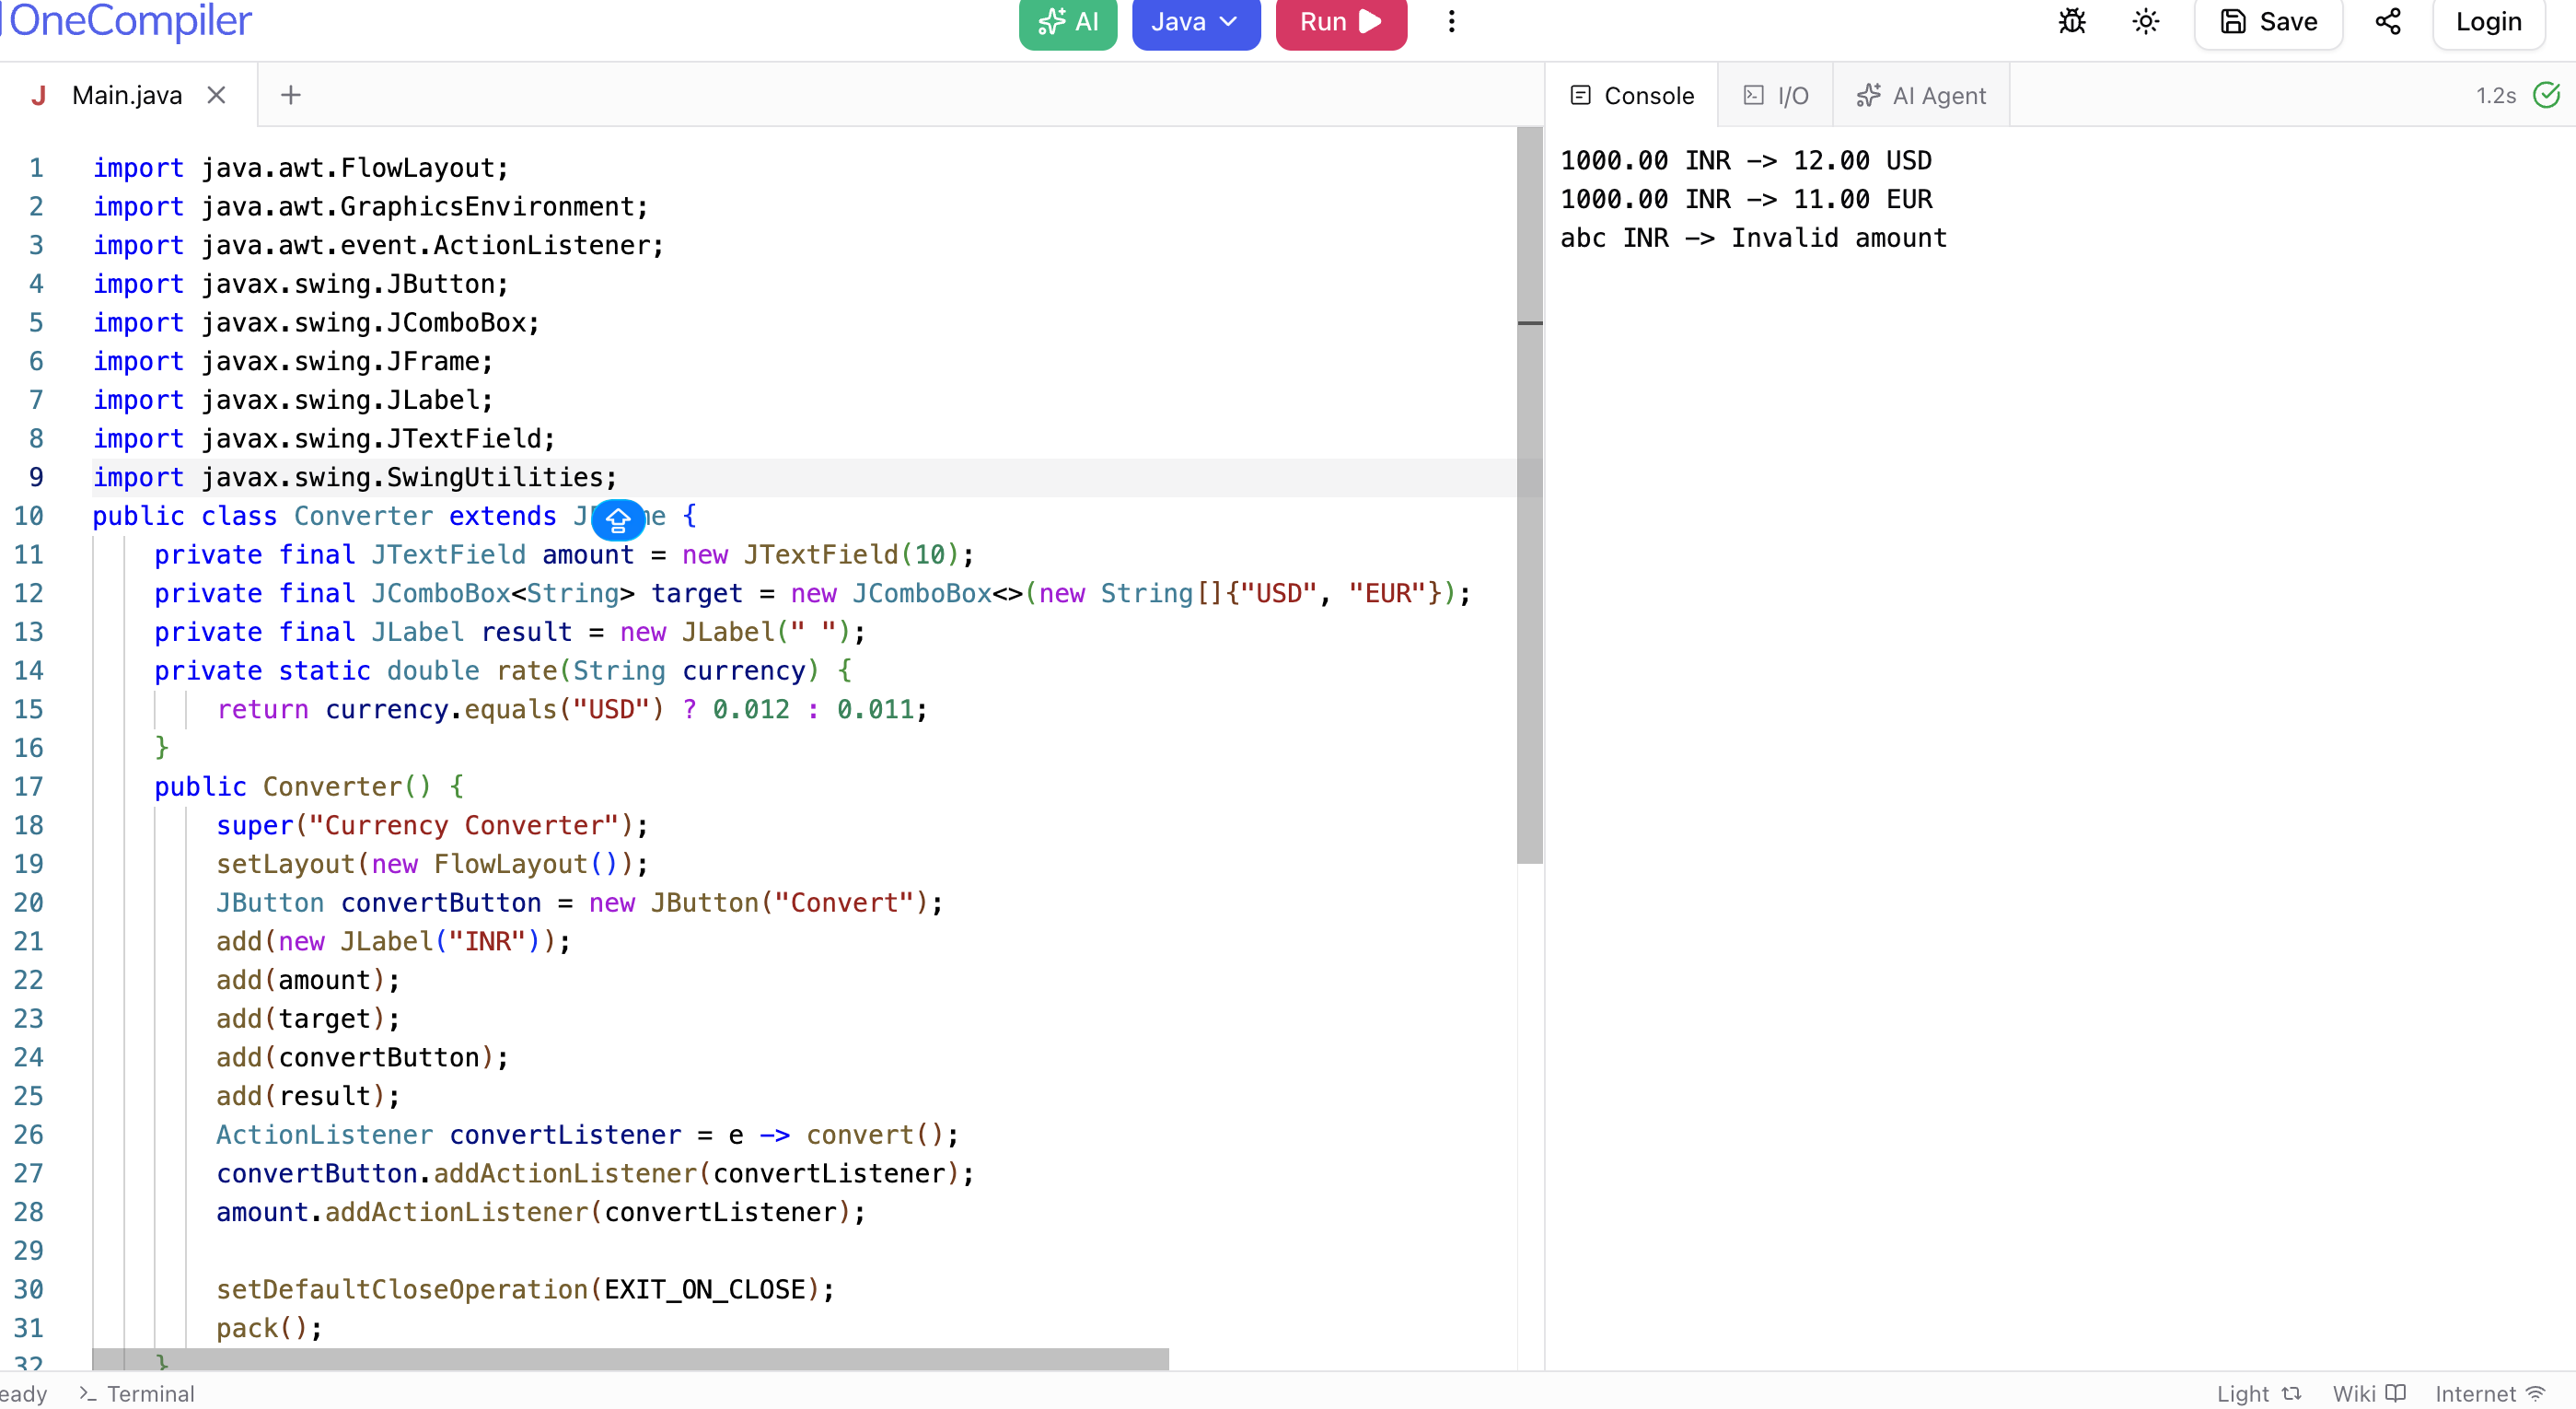 OneCompiler
AI
Java
Run
Save
Login
J Main.java
Console
I/O
AI Agent
1.2s
1 import java.awt.FlowLayout;
2 import java.awt.GraphicsEnvironment;
3 import java.awt.event.ActionListener;
4 import javax.swing.JButton;
5 import javax.swing.JComboBox;
6 import javax.swing.JFrame;
7 import javax.swing.JLabel;
8 import javax.swing.JTextField;
9 import javax.swing.SwingUtilities;
10 public class Converter extends {
11 private final JTextField amount = new JTextField(10);
12 private final JComboBox<String> target = new JComboBox<>(new String[]{"USD", "EUR"});
13 private final JLabel result = new JLabel(" ");
14 private static double rate(String currency) {
15 return currency.equals("USD") ? 0.012 : 0.011;
16 }
17 public Converter() {
18 super("Currency Converter");
19 setLayout(new FlowLayout());
20 JButton convertButton = new JButton("Convert");
21 add(new JLabel("INR"));
22 add(amount);
23 add(target);
24 add(convertButton);
25 add(result);
26 ActionListener convertListener = e -> convert();
27 convertButton.addActionListener(convertListener);
28 amount.addActionListener(convertListener);
29
30 setDefaultCloseOperation(EXIT_ON_CLOSE);
31 pack();
32 }
1000.00 INR -> 12.00 USD
1000.00 INR -> 11.00 EUR
abc INR -> Invalid amount
eady
Terminal
Light
Wiki
Internet